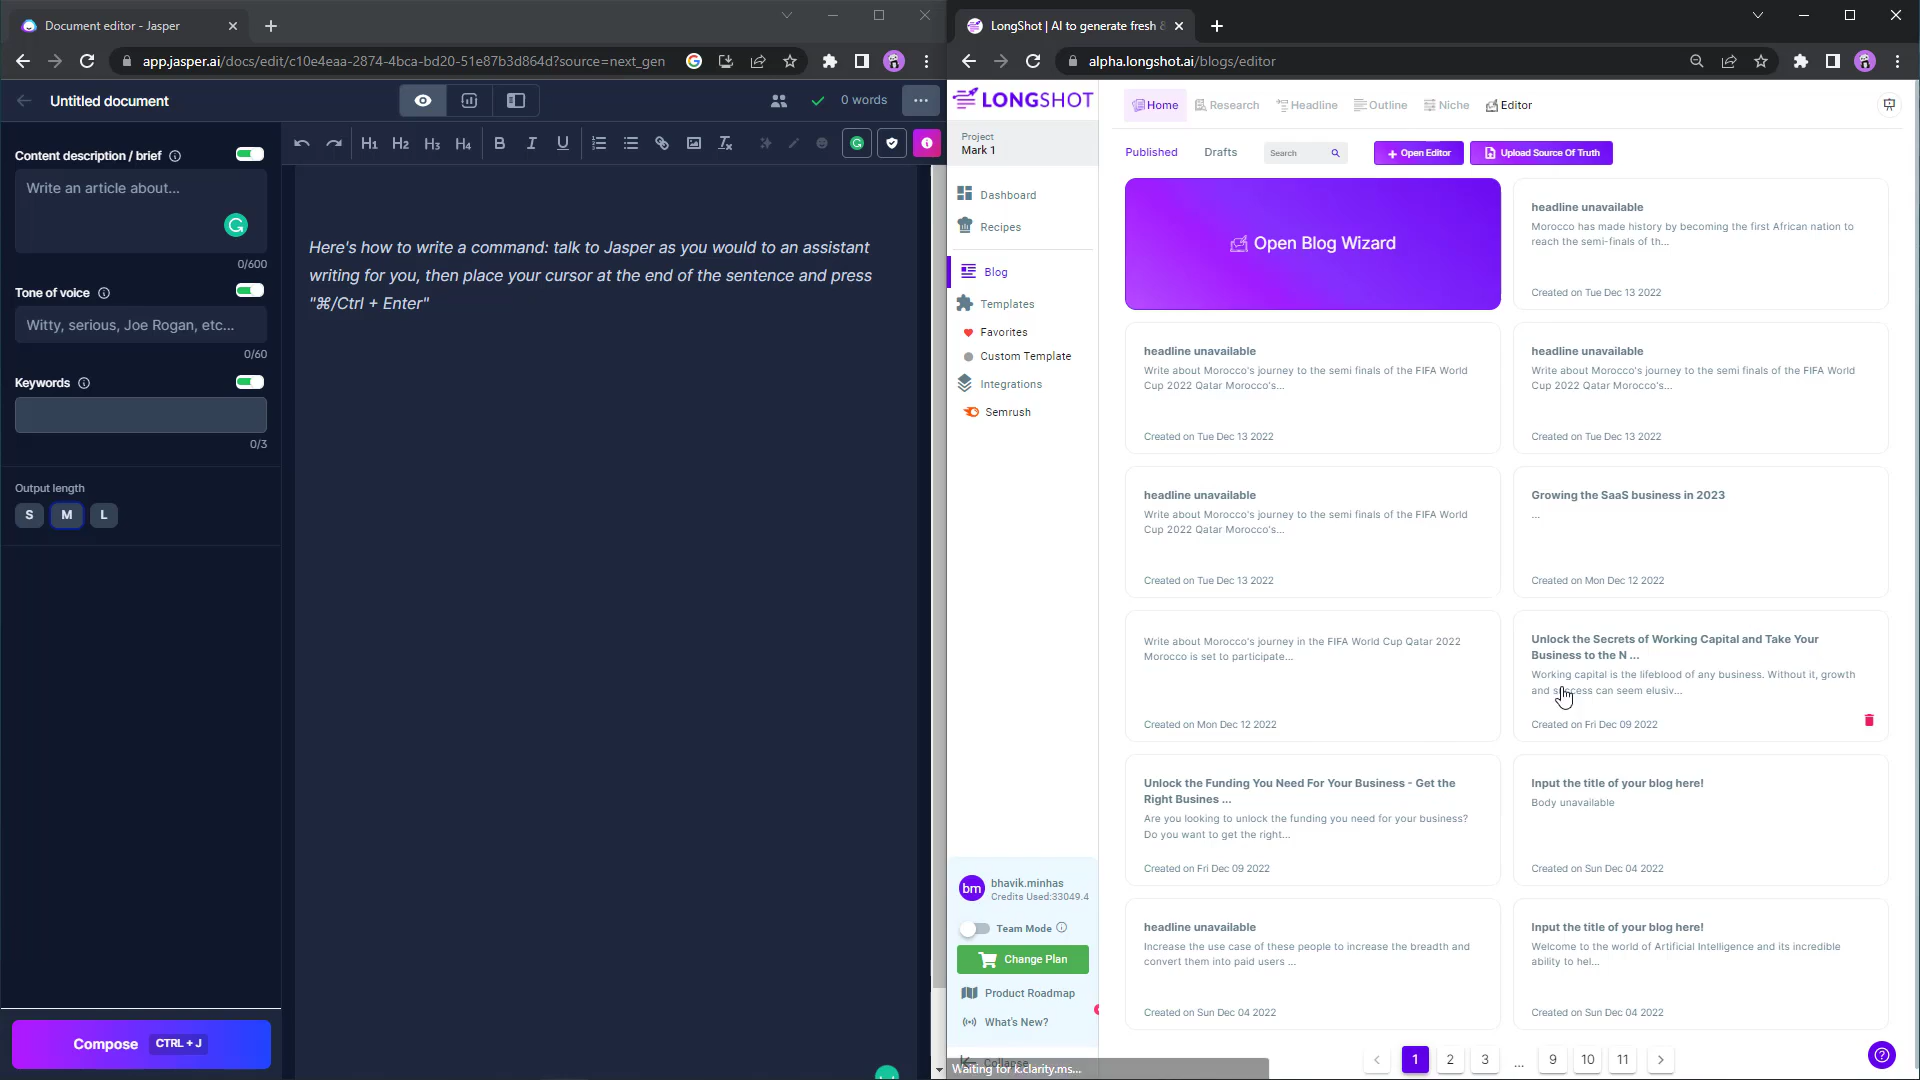 Document editor - Jasper
app.jasper.ai/docs/edit/c10e4eaa-2874-4bca-bd20-51e87b3d864d?source=next_gen
Untitled document
0 words
Content description / brief
Write an article about...
0/600
Tone of voice
Witty, serious, Joe Rogan, etc...
0/60
Keywords
0/3
Output length
S M L
Compose CTRL + J
H1 H2 H3 H4 B I U
Here's how to write a command: talk to Jasper as you would to an assistant
writing for you, then place your cursor at the end of the sentence and press
"⌘/Ctrl + Enter"
LongShot | AI to generate fresh &
alpha.longshot.ai/blogs/editor
LONGSHOT
Project
Mark 1
Dashboard
Recipes
Blog
Templates
Favorites
Custom Template
Integrations
Semrush
bm
bhavik.minhas
Credits Used:33049.4
Team Mode
Change Plan
Product Roadmap
What's New?
Collapse
Waiting for k.clarity.ms...
Home Research Headline Outline Niche Editor
Published Drafts Search + Open Editor Upload Source Of Truth
Open Blog Wizard
headline unavailable
Morocco has made history by becoming the first African nation to
reach the semi-finals of th...
Created on Tue Dec 13 2022
headline unavailable
Write about Morocco's journey to the semi finals of the FIFA World
Cup 2022 Qatar Morocco's...
Created on Tue Dec 13 2022
headline unavailable
Write about Morocco's journey to the semi finals of the FIFA World
Cup 2022 Qatar Morocco's...
Created on Tue Dec 13 2022
headline unavailable
Write about Morocco's journey to the semi finals of the FIFA World
Cup 2022 Qatar Morocco's...
Created on Tue Dec 13 2022
Growing the SaaS business in 2023
...
Created on Mon Dec 12 2022
Write about Morocco's journey in the FIFA World Cup Qatar 2022
Morocco is set to participate...
Created on Mon Dec 12 2022
Unlock the Secrets of Working Capital and Take Your
Business to the N ...
Working capital is the lifeblood of any business. Without it, growth
and success can seem elusiv...
Created on Fri Dec 09 2022
Unlock the Funding You Need For Your Business - Get the
Right Busines ...
Are you looking to unlock the funding you need for your business?
Do you want to get the right...
Created on Fri Dec 09 2022
Input the title of your blog here!
Body unavailable
Created on Sun Dec 04 2022
headline unavailable
Increase the use case of these people to increase the breadth and
convert them into paid users ...
Created on Sun Dec 04 2022
Input the title of your blog here!
Welcome to the world of Artificial Intelligence and its incredible
ability to hel...
Created on Sun Dec 04 2022
< 1 2 3 ... 9 10 11 >